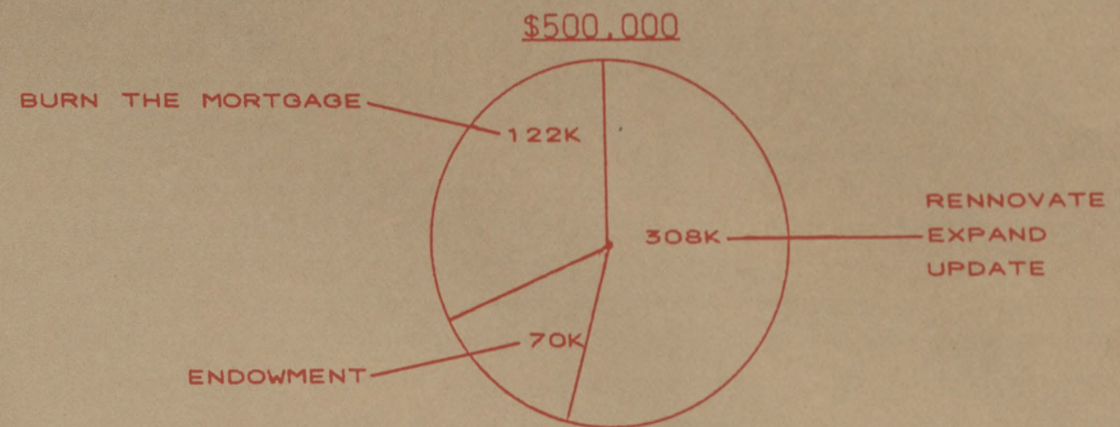 $500,000
BURN THE MORTGAGE
122K
308K
RENNOVATE
EXPAND
UPDATE
70K
ENDOWMENT